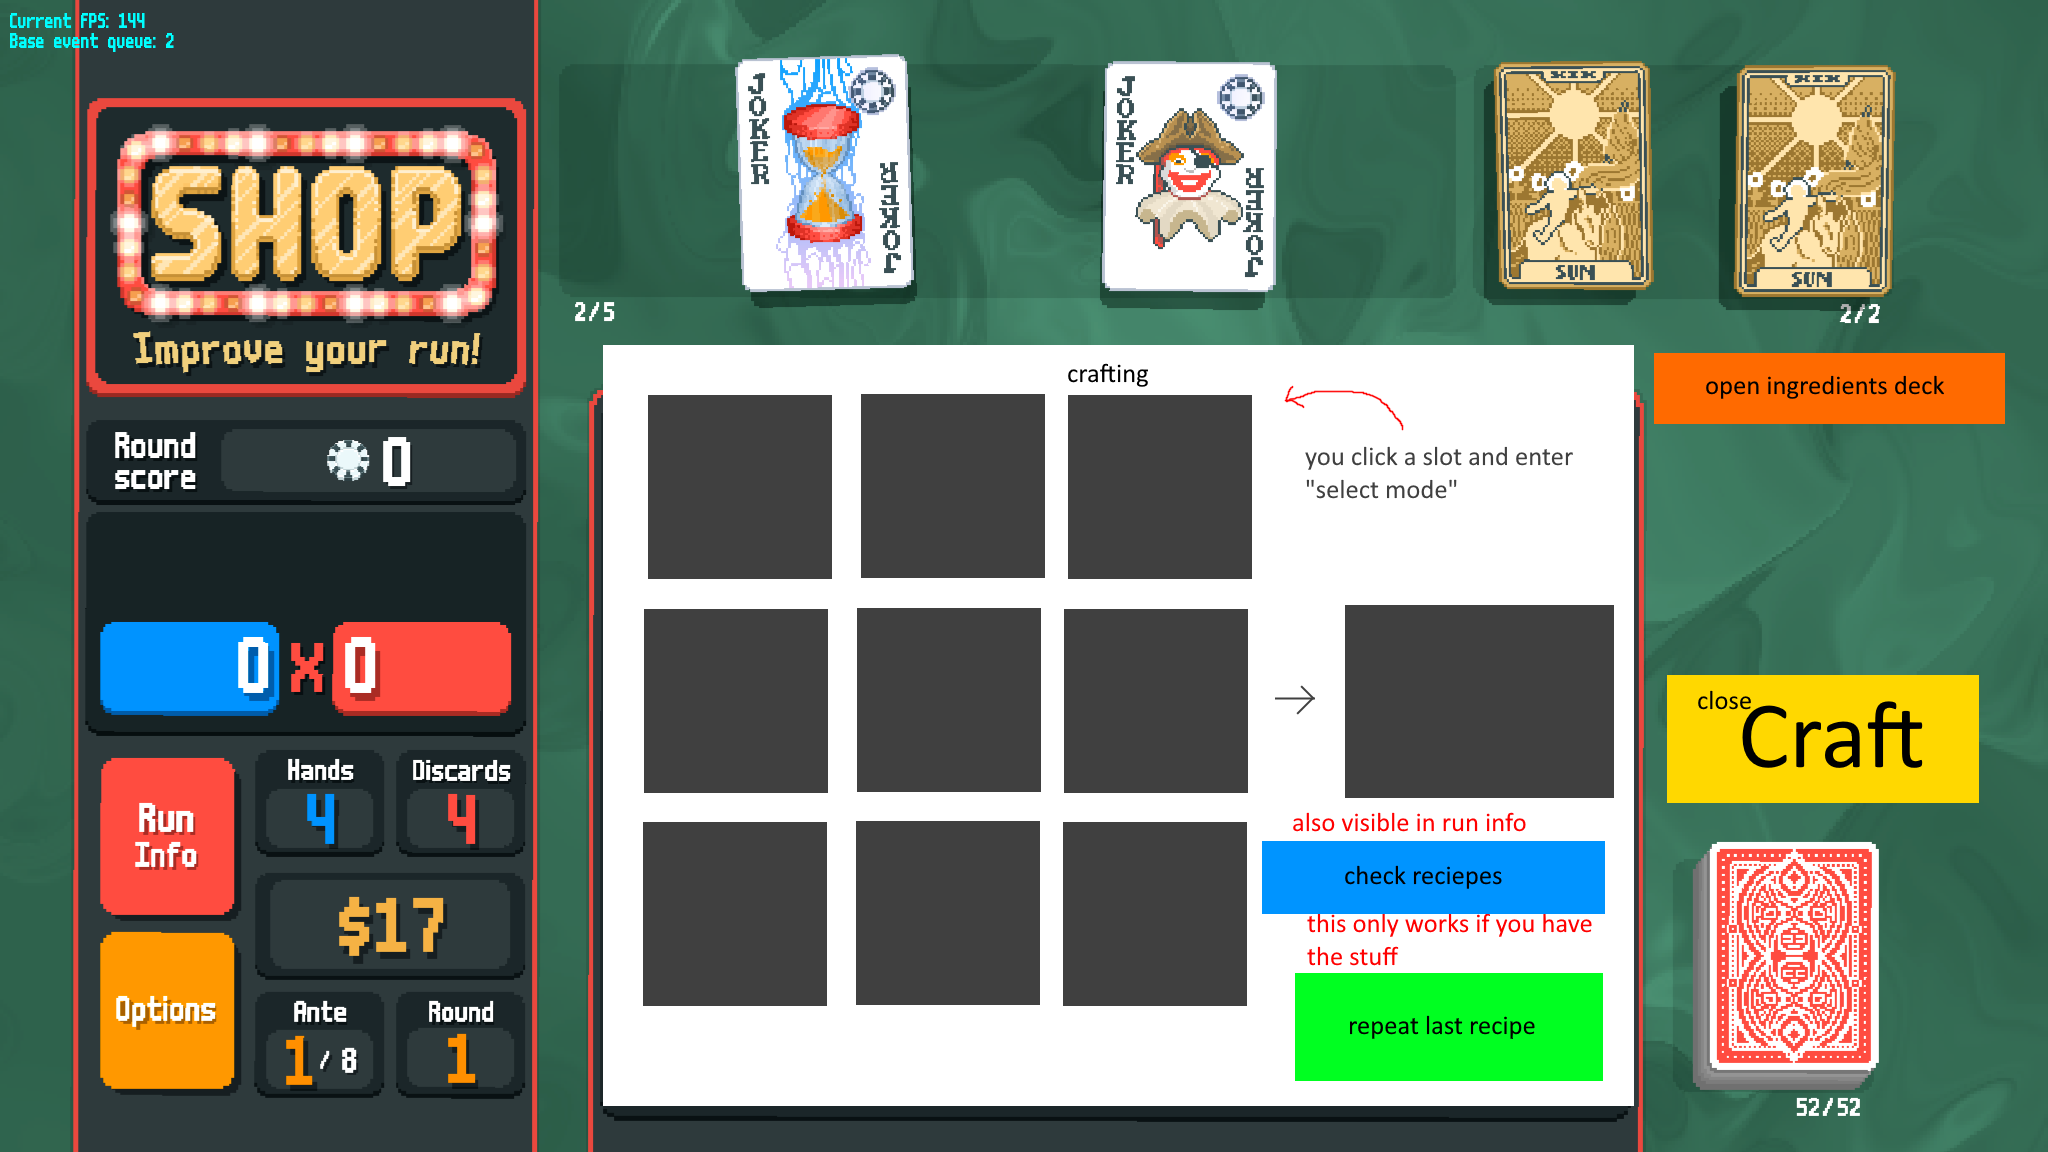 Current FPS: 144
Base event queue: 2
SHOP
Improve your run!
Round
score
0
0 X 0
Run
Info
Options
Hands
4
Discards
4
$17
Ante
1 / 8
Round
1
JOKER
JOKER
JOKER
JOKER
2/5
XIX
SUN
XIX
SUN
2/2
crafting
you click a slot and enter
"select mode"
open ingredients deck
close
Craft
also visible in run info
check reciepes
this only works if you have
the stuff
repeat last recipe
52/52